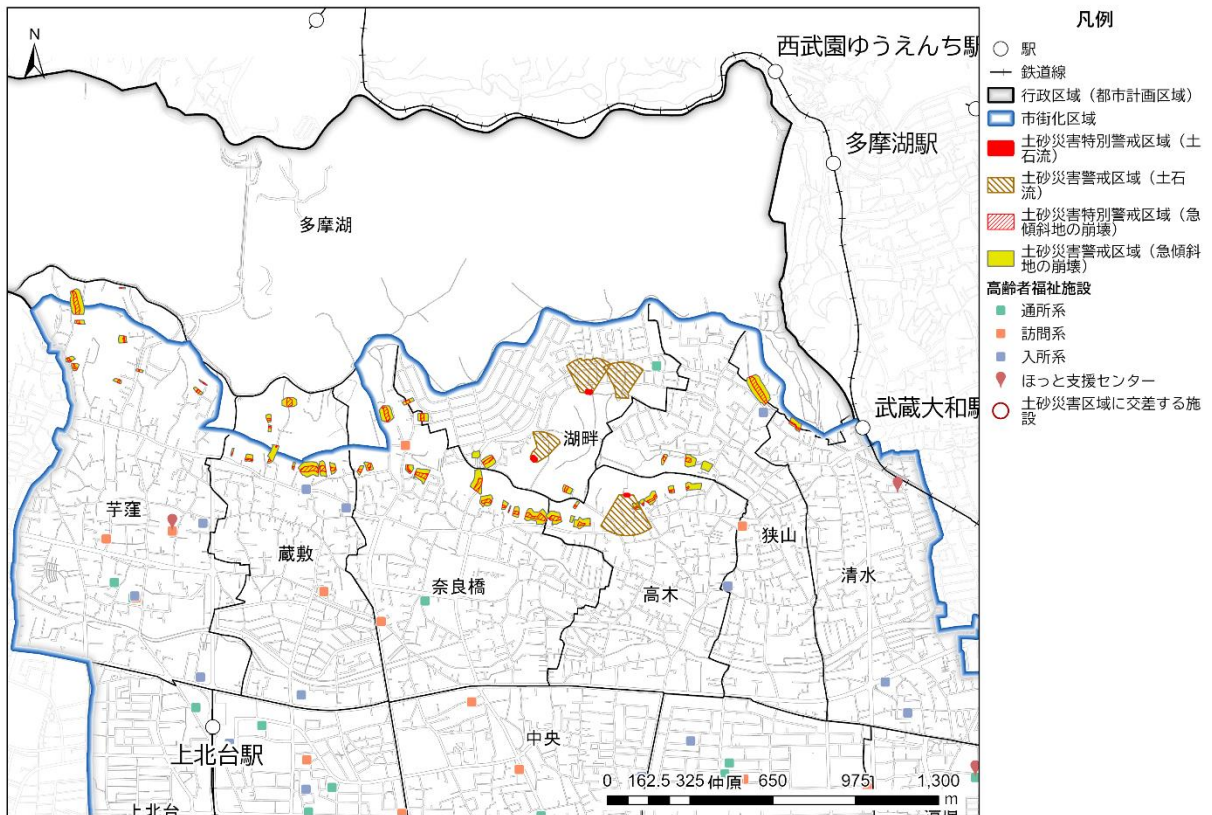 N
西武園ゆうえんち駅
多摩湖駅
多摩湖
武蔵大和駅
湖畔
芋窪
蔵敷
奈良橋
高木
狭山
清水
上北台駅
中央
仲原
上北台
0 162.5 325 650 975 1,300
m
凡例
駅
鉄道線
行政区域（都市計画区域）
市街化区域
土砂災害特別警戒区域（土
石流）
土砂災害警戒区域（土石
流）
土砂災害特別警戒区域（急
傾斜地の崩壊）
土砂災害警戒区域（急傾斜
地の崩壊）
高齢者福祉施設
通所系
訪問系
入所系
ほっと支援センター
土砂災害区域に交差する施
設